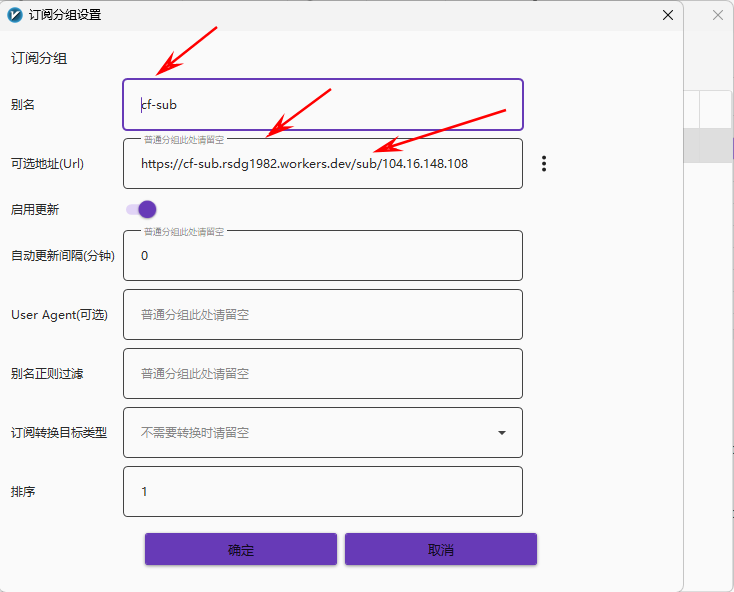 订阅分组设置
订阅分组
别名
cf-sub
普通分组此处请留空
可选地址(Url)
https://cf-sub.rsdg1982.workers.dev/sub/104.16.148.108
启用更新
普通分组此处请留空
自动更新间隔(分钟)
0
User Agent(可选)
普通分组此处请留空
别名正则过滤
普通分组此处请留空
订阅转换目标类型
不需要转换时请留空
排序
1
确定
取消